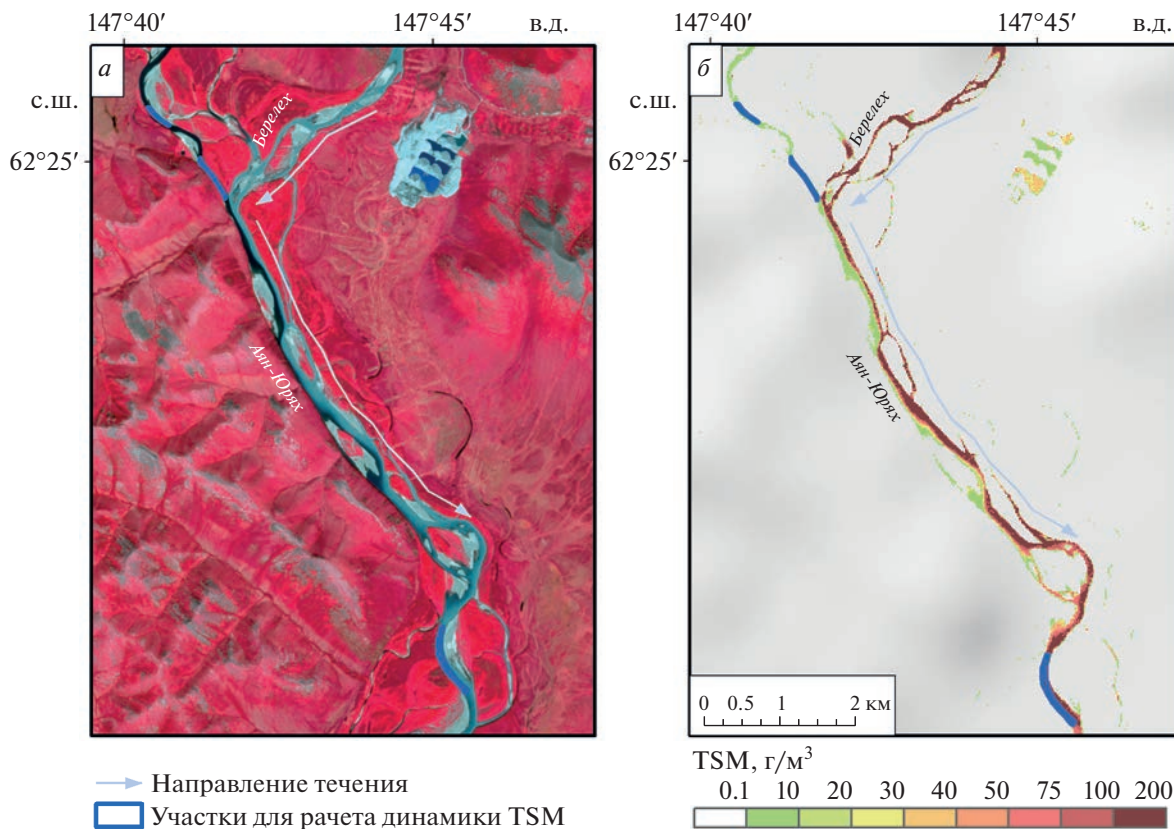 147°40′ 147°45′ в.д. 147°40′ 147°45′ в.д.
а б
с.ш. с.ш.
62°25′ 62°25′
Берелех Берелех
Аян-Юрях Аян-Юрях
0 0.5 1 2 км
TSM, г/м³
Направление течения
0.1 10 20 30 40 50 75 100 200
Участки для рачета динамики TSM